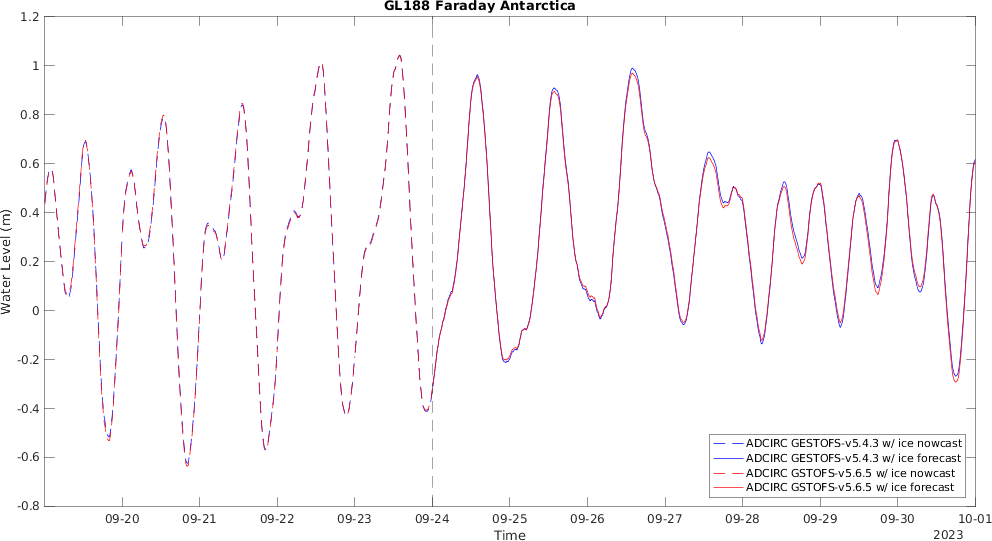 GL188 Faraday Antarctica
1.2
1
0.8
0.6
0.4
0.2
0
-0.2
-0.4
-0.6
-0.8
Water Level (m)
ADCIRC GESTOFS-v5.4.3 w/ ice nowcast
ADCIRC GESTOFS-v5.4.3 w/ ice forecast
ADCIRC GSTOFS-v5.6.5 w/ ice nowcast
ADCIRC GSTOFS-v5.6.5 w/ ice forecast
09-20 09-21 09-22 09-23 09-24 09-25 09-26 09-27 09-28 09-29 09-30 10-01
Time
2023